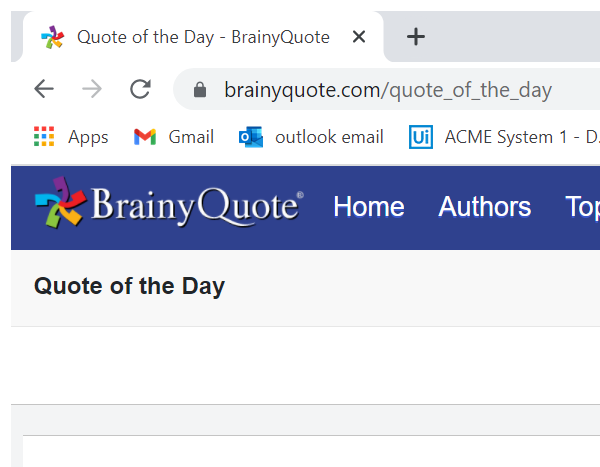 Quote of the Day - BrainyQuote
brainyquote.com/quote_of_the_day
Apps Gmail outlook email Ui ACME System 1 - D.
BrainyQuote® Home Authors Top
Quote of the Day